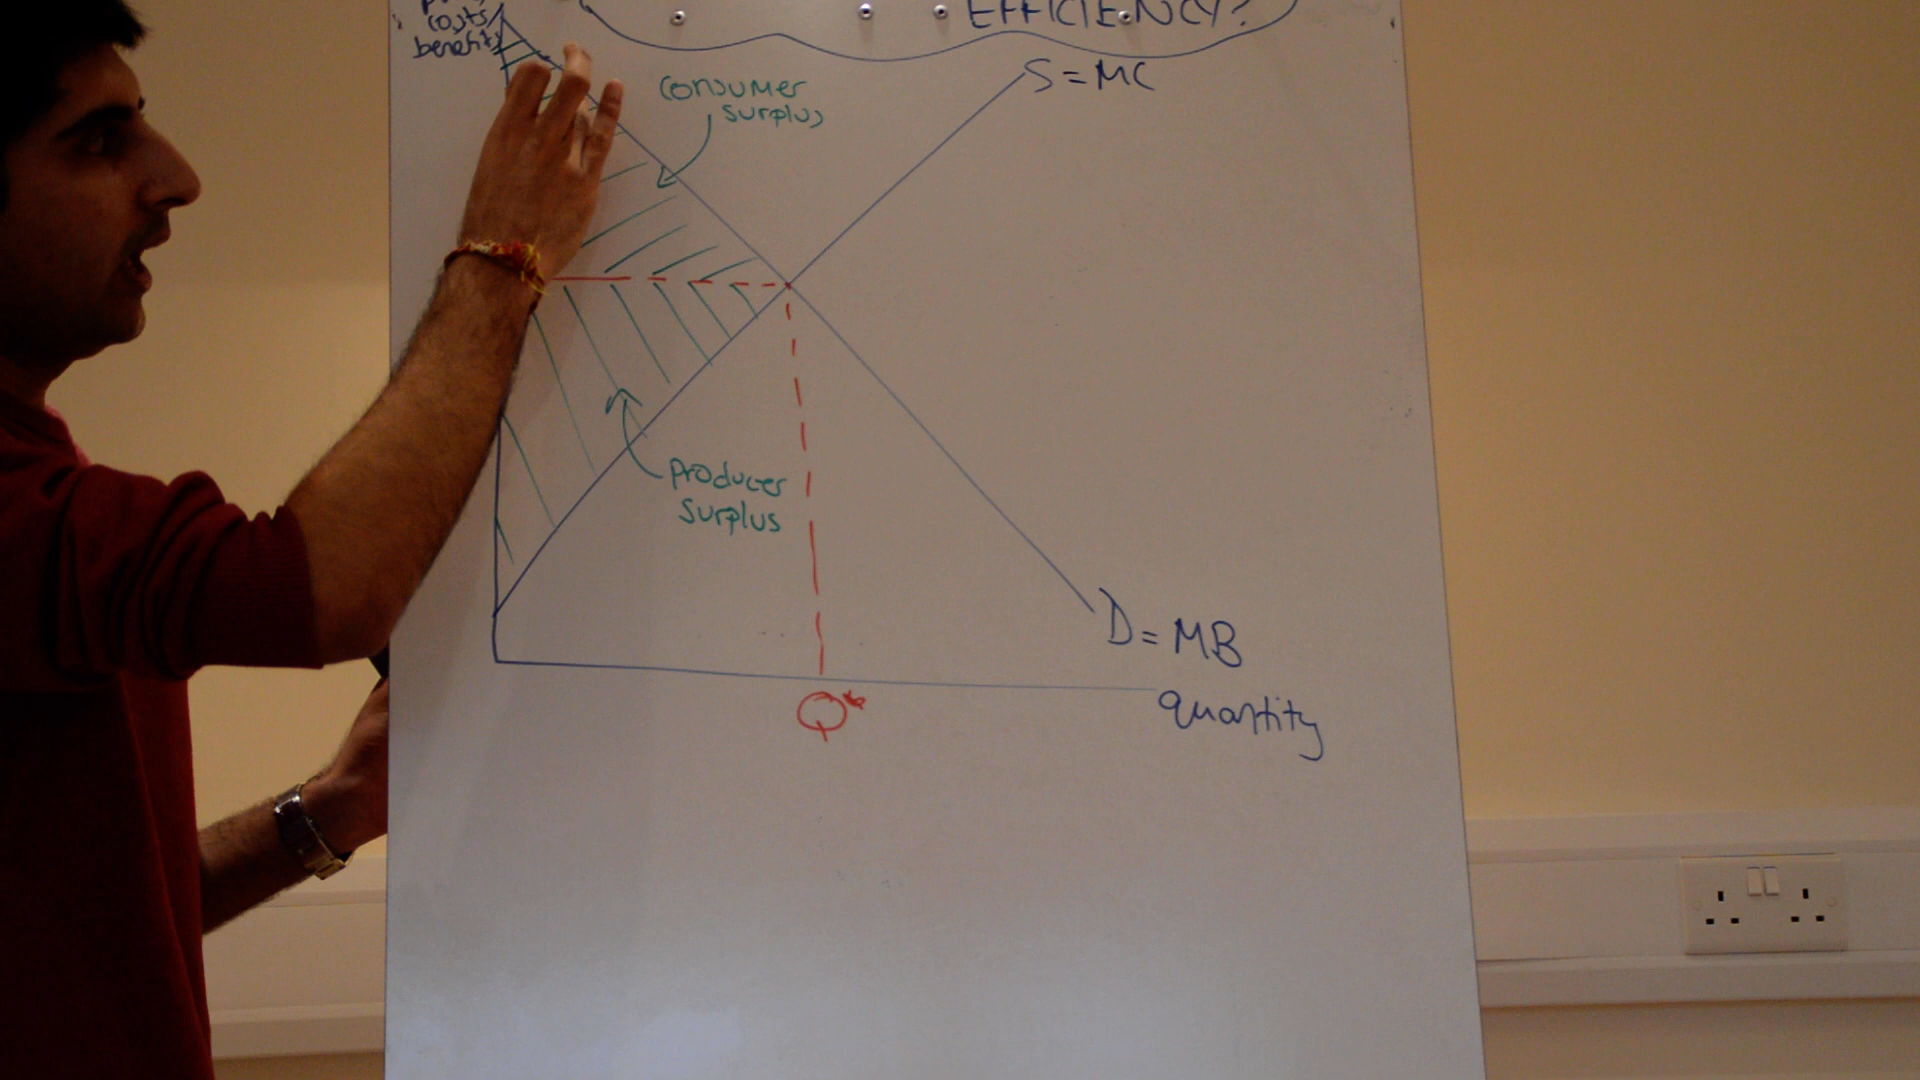 costs
benefits
EFFICIENCY?
S = MC
consumer
surplus
producer
surplus
D = MB
Q*
quantity